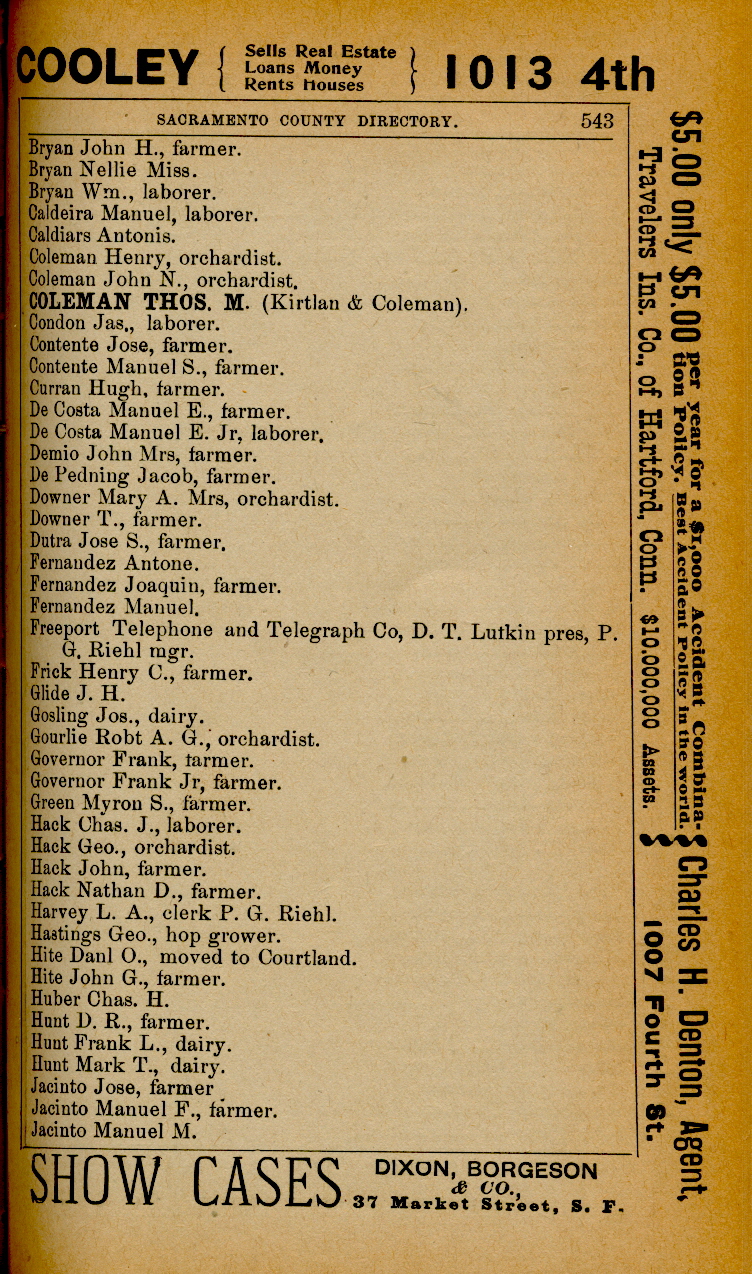 COOLEY { Sells Real Estate
Loans Money
Rents Houses } 1013 4th
SACRAMENTO COUNTY DIRECTORY. 543
Bryan John H., farmer.
Bryan Nellie Miss.
Bryan Wm., laborer.
Caldeira Manuel, laborer.
Caldiars Antonis.
Coleman Henry, orchardist.
Coleman John N., orchardist.
COLEMAN THOS. M. (Kirtlan & Coleman).
Condon Jas., laborer.
Contente Jose, farmer.
Contente Manuel S., farmer.
Curran Hugh, farmer.
De Costa Manuel E., farmer.
De Costa Manuel E. Jr, laborer.
Demio John Mrs, farmer.
De Pedning Jacob, farmer.
Downer Mary A. Mrs, orchardist.
Downer T., farmer.
Dutra Jose S., farmer.
Fernandez Antone.
Fernandez Joaquin, farmer.
Fernandez Manuel.
Freeport Telephone and Telegraph Co, D. T. Lufkin pres, P.
G. Riehl mgr.
Frick Henry C., farmer.
Glide J. H.
Gosling Jos., dairy.
Gourlie Robt A. G., orchardist.
Governor Frank, farmer.
Governor Frank Jr, farmer.
Green Myron S., farmer.
Hack Chas. J., laborer.
Hack Geo., orchardist.
Hack John, farmer.
Hack Nathan D., farmer.
Harvey L. A., clerk P. G. Riehl.
Hastings Geo., hop grower.
Hite Danl O., moved to Courtland.
Hite John G., farmer.
Huber Chas. H.
Hunt D. R., farmer.
Hunt Frank L., dairy.
Hunt Mark T., dairy.
Jacinto Jose, farmer
Jacinto Manuel F., farmer.
Jacinto Manuel M.
SHOW CASES DIXON, BORGESON
& CO.,
37 Market Street, S. F.
$5.00 only $5.00 per year for a $1,000 Accident Combina-
tion Policy. Best Accident Policy in the world.
Travelers Ins. Co., of Hartford, Conn. $10.000,000 Assets.
Charles H. Denton, Agent,
1007 Fourth St.